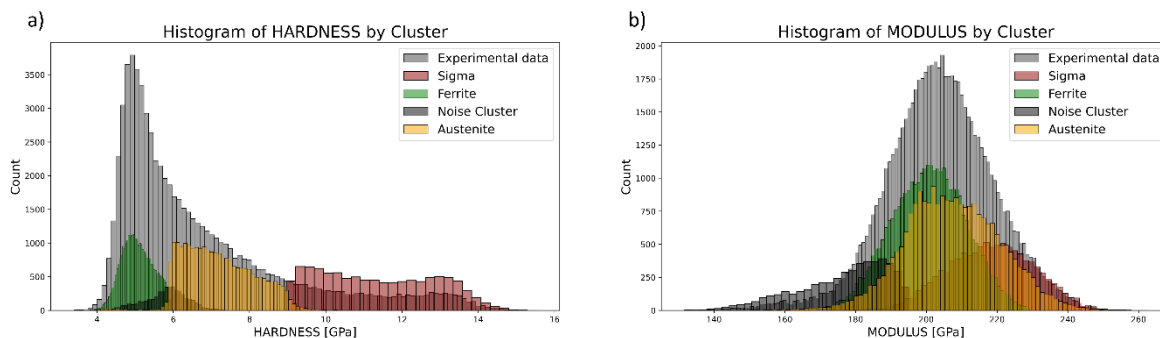 a)
Histogram of HARDNESS by Cluster
Experimental data
Sigma
Ferrite
Noise Cluster
Austenite
3500
3000
2500
2000
1500
1000
500
0
Count
4 6 8 10 12 14 16
HARDNESS [GPa]
b)
Histogram of MODULUS by Cluster
Experimental data
Sigma
Ferrite
Noise Cluster
Austenite
2000
1750
1500
1250
1000
750
500
250
0
Count
140 160 180 200 220 240 260
MODULUS [GPa]